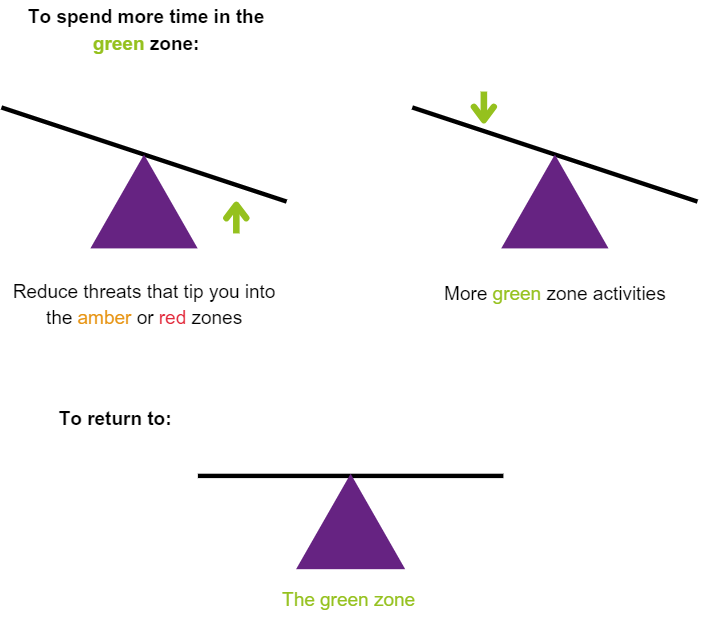 To spend more time in the
green zone:
Reduce threats that tip you into
the amber or red zones
More green zone activities
To return to:
The green zone